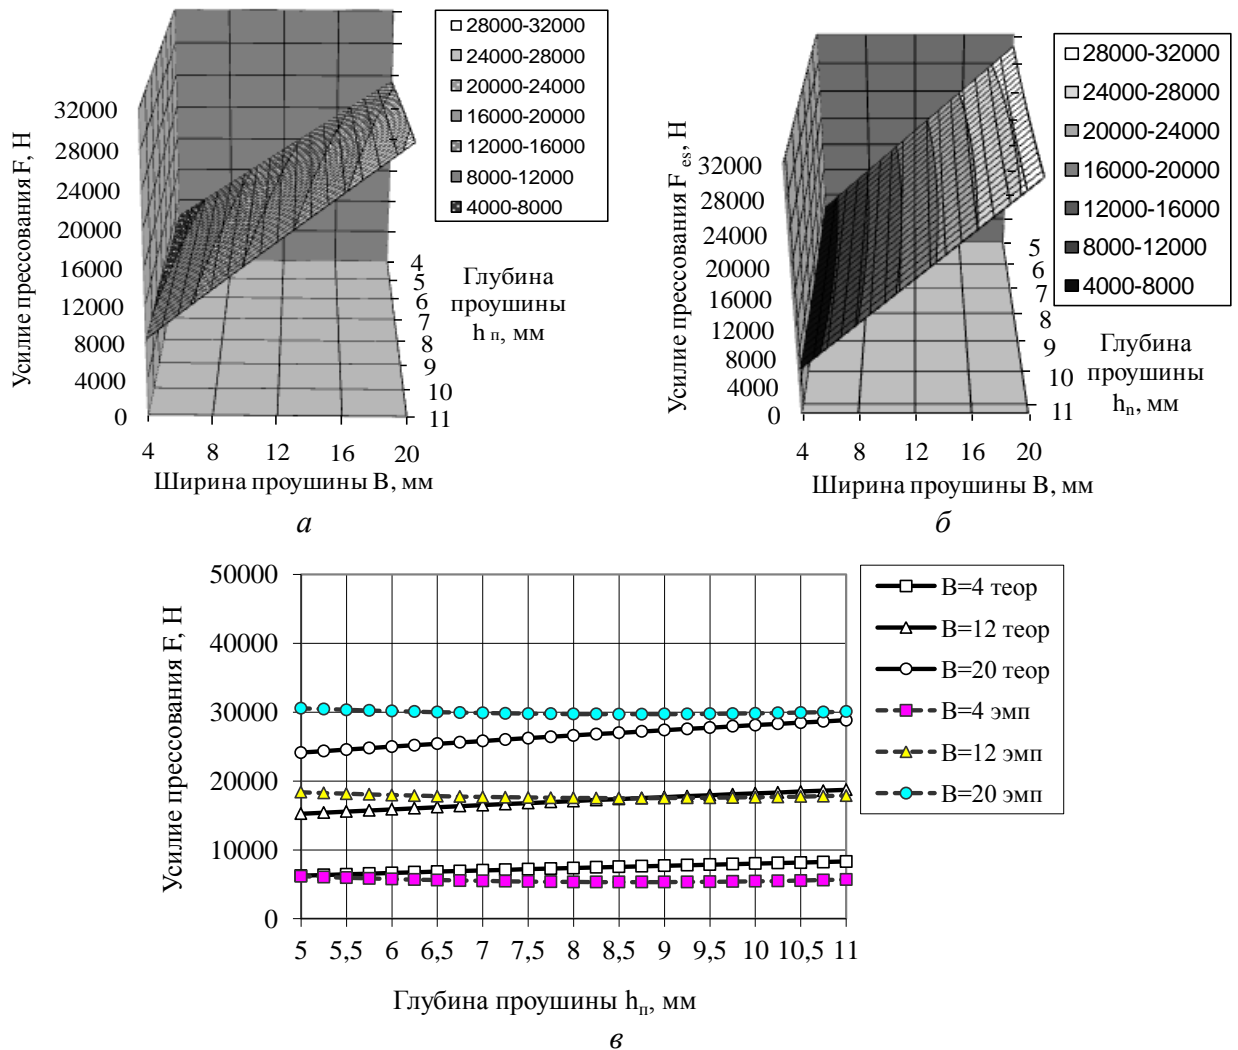 Усилие прессования F, Н
32000
28000
24000
20000
16000
12000
8000
4000
0
4 8 12 16 20
Ширина проушины В, мм
4
5
6
7
8
9
10
11
Глубина
проушины
h п, мм
28000-32000
24000-28000
20000-24000
16000-20000
12000-16000
8000-12000
4000-8000
а
Усилие прессования F es, Н
32000
28000
24000
20000
16000
12000
8000
4000
0
4 8 12 16 20
Ширина проушины В, мм
5
6
7
8
9
10
11
Глубина
проушины
hп, мм
28000-32000
24000-28000
20000-24000
16000-20000
12000-16000
8000-12000
4000-8000
б
Усилие прессования F, Н
50000
40000
30000
20000
10000
0
5 5,5 6 6,5 7 7,5 8 8,5 9 9,5 10 10,5 11
Глубина проушины hп, мм
В=4 теор
В=12 теор
В=20 теор
В=4 эмп
В=12 эмп
В=20 эмп
в